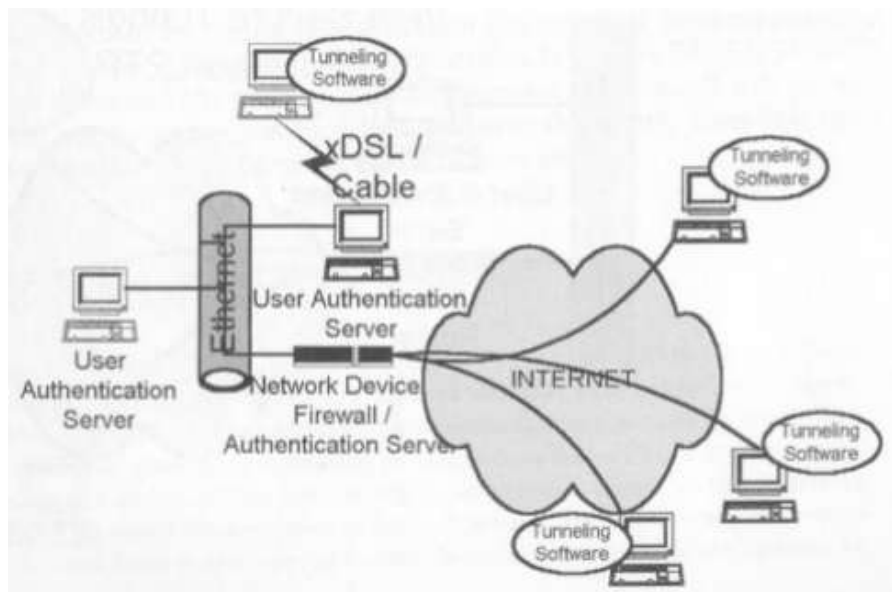 Tunneling
Software
xDSL /
Cable
Tunneling
Software
Ethernet
User Authentication
Server
User
Authentication
Server
Network Device
Firewall /
Authentication Server
INTERNET
Tunneling
Software
Tunneling
Software